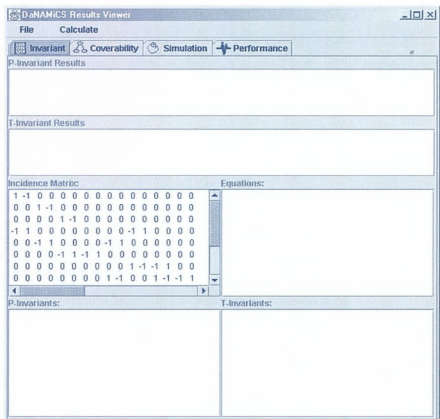 DaNAMiCS Results Viewer
File Calculate
Invariant Coverability Simulation Performance
P-Invariant Results
T-Invariant Results
Incidence Matrix: Equations:
1 -1 0 0 0 0 0 0 0 0 0 0 0 0 0
0 0 1 -1 0 0 0 0 0 0 0 0 0 0 0
0 0 0 0 1 -1 0 0 0 0 0 0 0 0 0
-1 1 0 0 0 0 0 0 0 -1 1 0 0 0 0
0 0 -1 1 0 0 0 0 -1 1 0 0 0 0 0
0 0 0 0 -1 1 -1 1 0 0 0 0 0 0 0
0 0 0 0 0 0 0 0 0 1 -1 -1 1 0 0
0 0 0 0 0 0 0 1 -1 0 0 1 -1 -1 1
P-Invariants: T-Invariants: